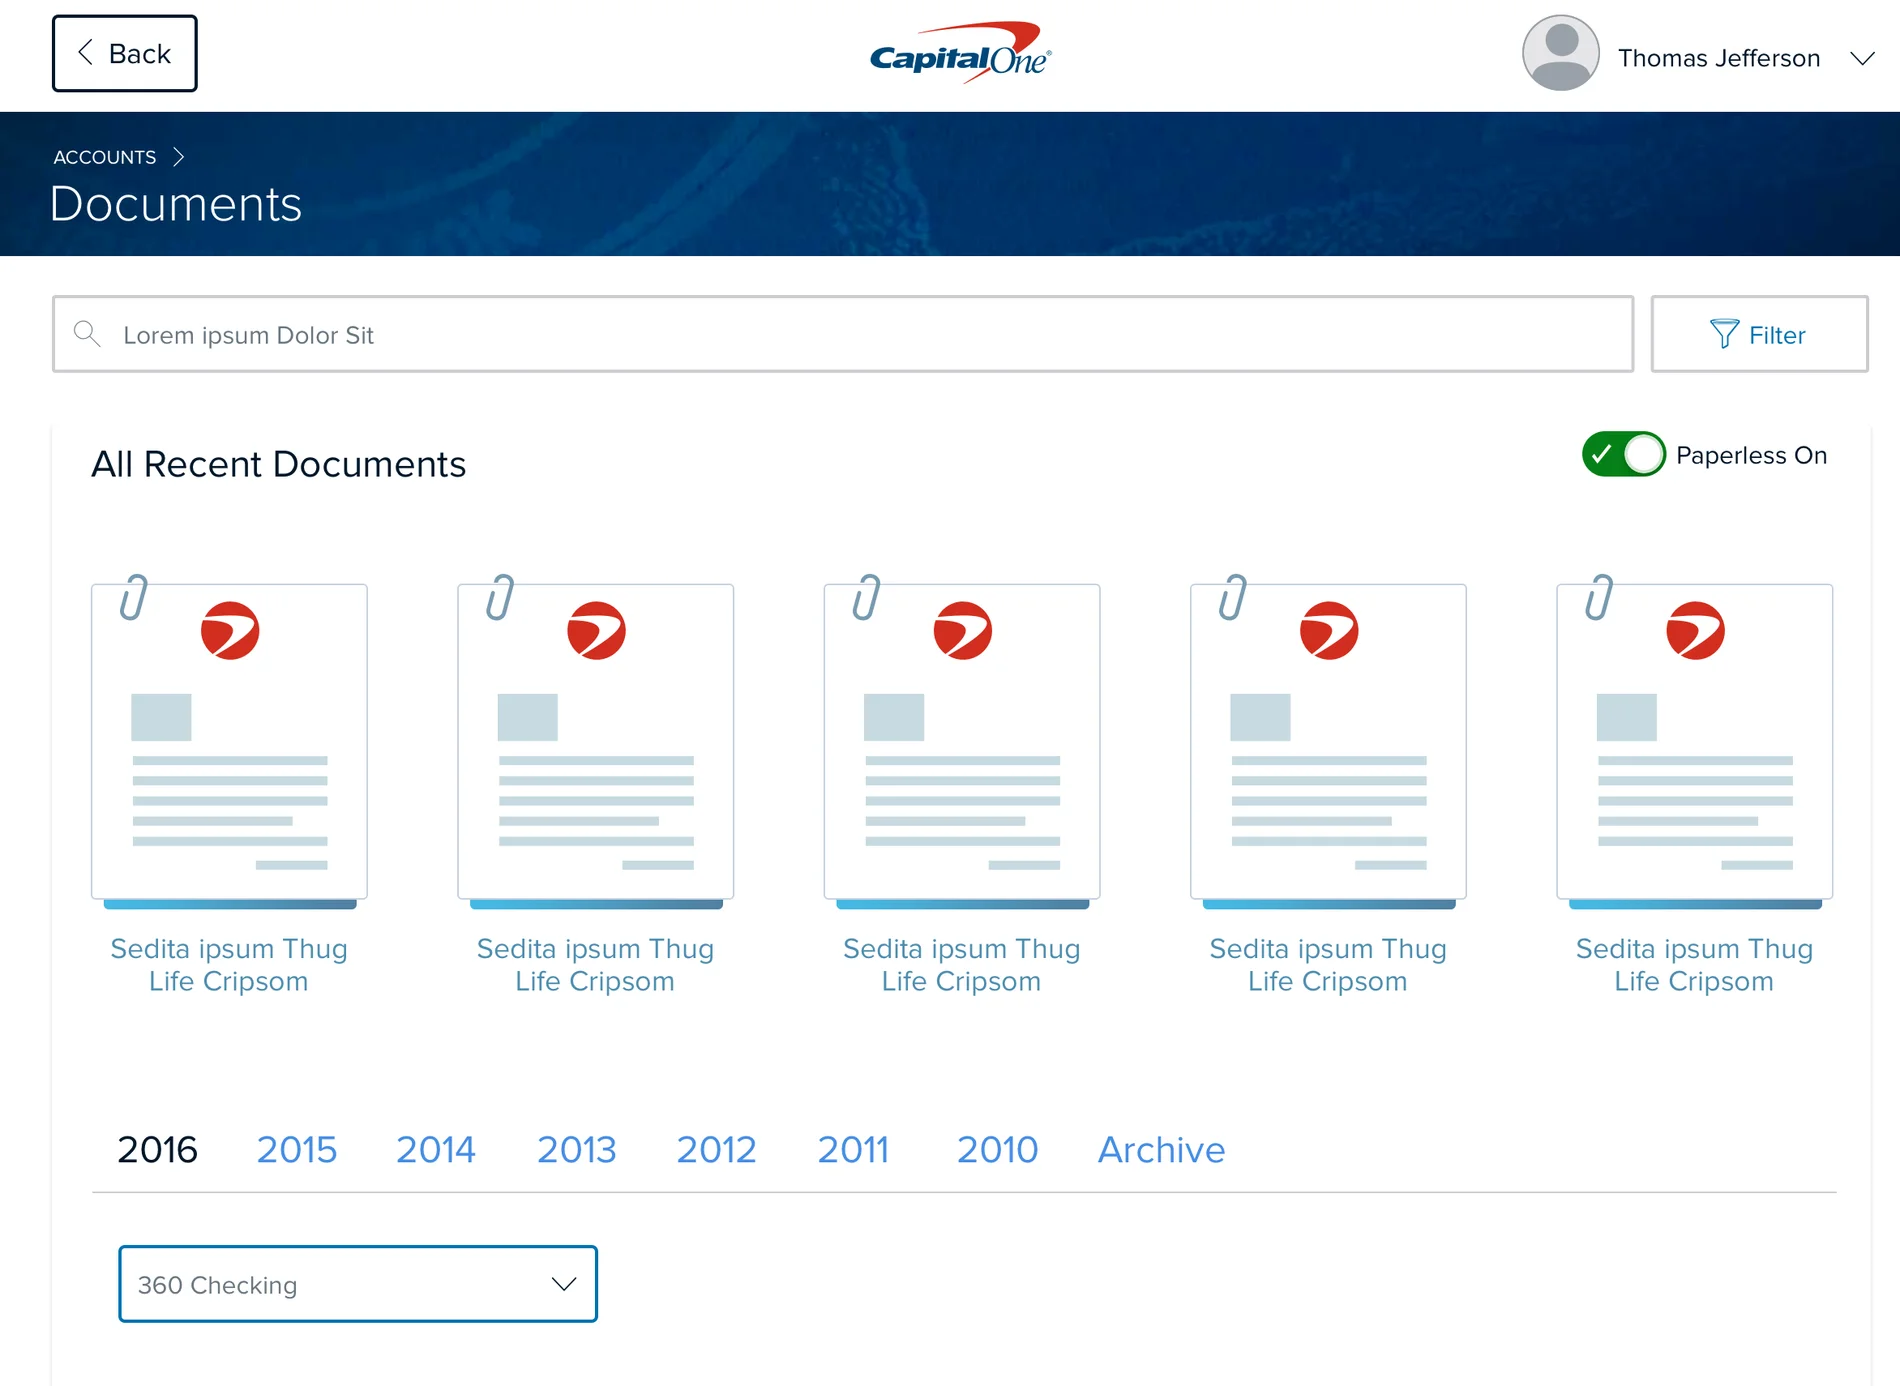 Back
CapitalOne®
Thomas Jefferson
ACCOUNTS
Documents
Lorem ipsum Dolor Sit
Filter
All Recent Documents
Paperless On
Sedita ipsum Thug
Life Cripsom
Sedita ipsum Thug
Life Cripsom
Sedita ipsum Thug
Life Cripsom
Sedita ipsum Thug
Life Cripsom
Sedita ipsum Thug
Life Cripsom
2016 2015 2014 2013 2012 2011 2010 Archive
360 Checking